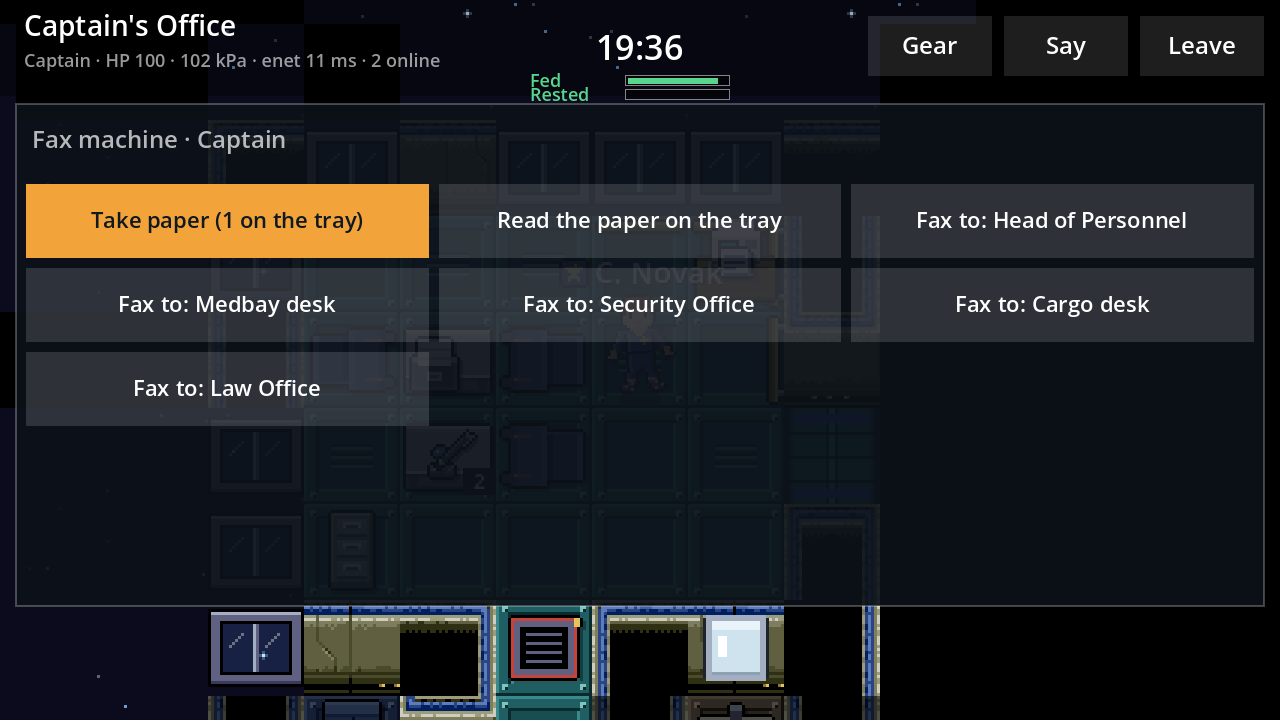 Captain's Office
Captain · HP 100 · 102 kPa · enet 11 ms · 2 online
19:36
Fed
Rested
Gear
Say
Leave
Fax machine · Captain
Take paper (1 on the tray)
Read the paper on the tray
Fax to: Head of Personnel
C. Novak
Fax to: Medbay desk
Fax to: Security Office
Fax to: Cargo desk
Fax to: Law Office
2